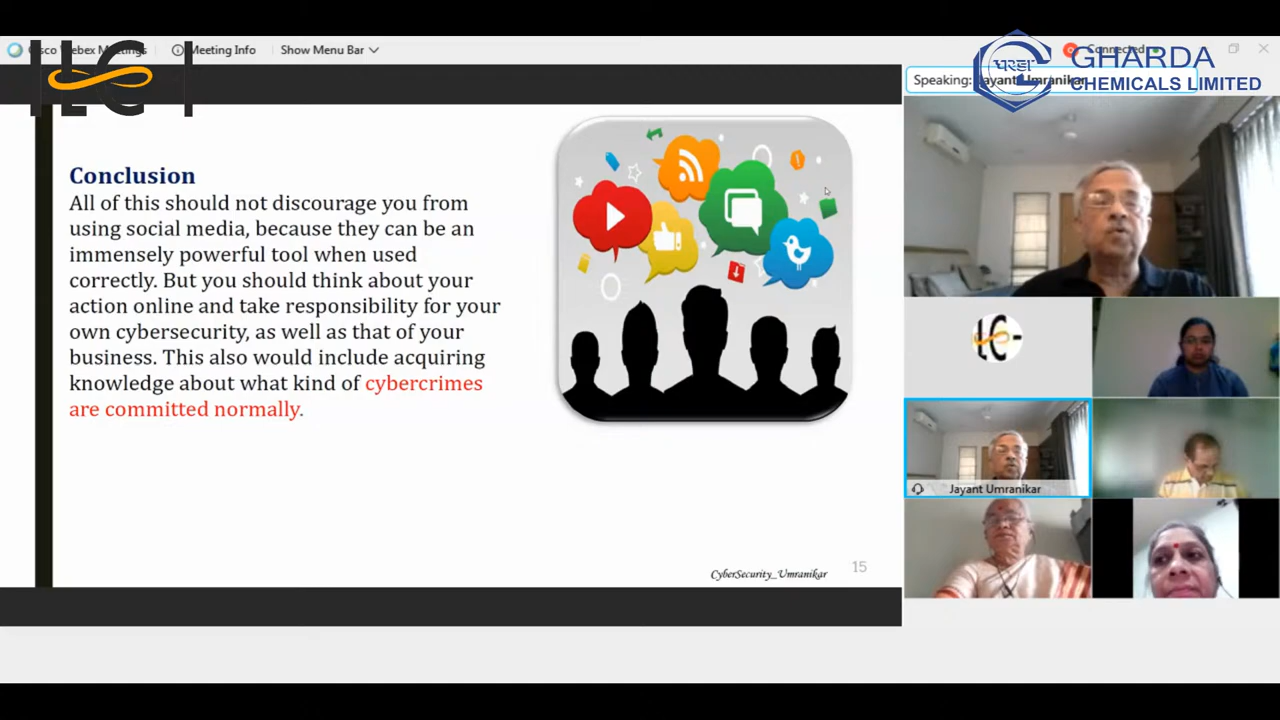 Cisco Webex Meetings
Meeting Info
Show Menu Bar
Connected
GHARDA
CHEMICALS LIMITED
घरडा
Speaking: Jayant Umranikar
Conclusion
All of this should not discourage you from
using social media, because they can be an
immensely powerful tool when used
correctly. But you should think about your
action online and take responsibility for your
own cybersecurity, as well as that of your
business. This also would include acquiring
knowledge about what kind of cybercrimes
are committed normally.
Jayant Umranikar
CyberSecurity_Umranikar
15